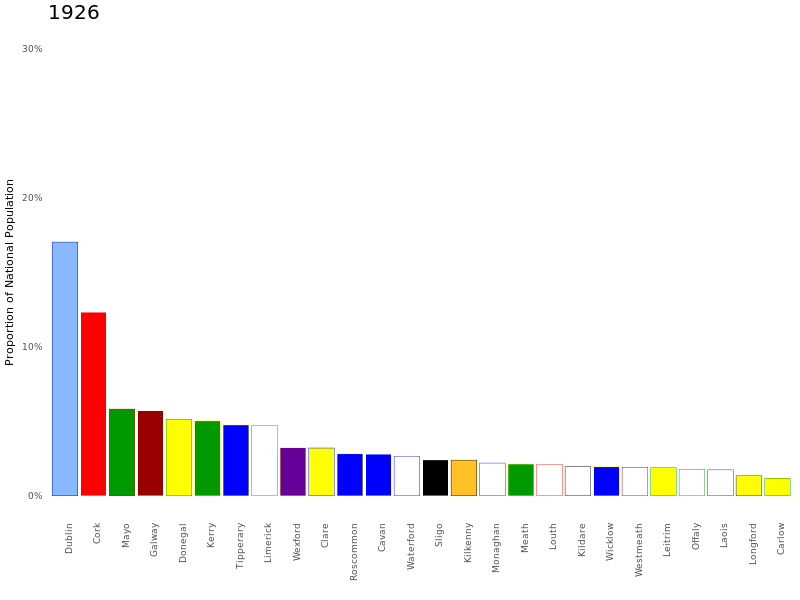 1926
30%
20%
10%
0%
Proportion of National Population
Dublin
Cork
Mayo
Galway
Donegal
Kerry
Tipperary
Limerick
Wexford
Clare
Roscommon
Cavan
Waterford
Sligo
Kilkenny
Monaghan
Meath
Louth
Kildare
Wicklow
Westmeath
Leitrim
Offaly
Laois
Longford
Carlow